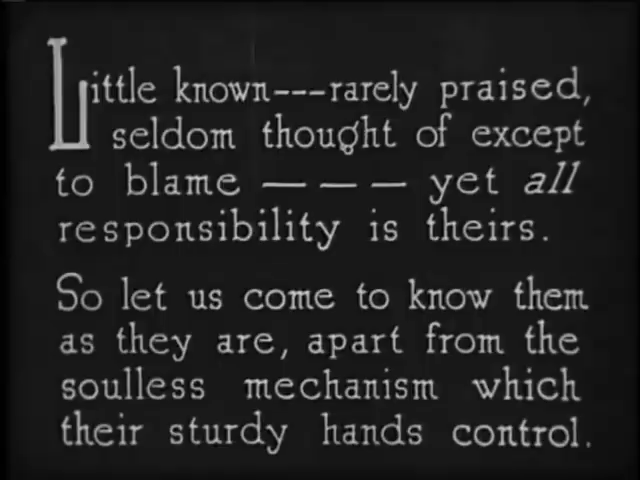 Little known---rarely praised,
seldom thought of except
to blame — — — yet all
responsibility is theirs.
So let us come to know them
as they are, apart from the
soulless mechanism which
their sturdy hands control.